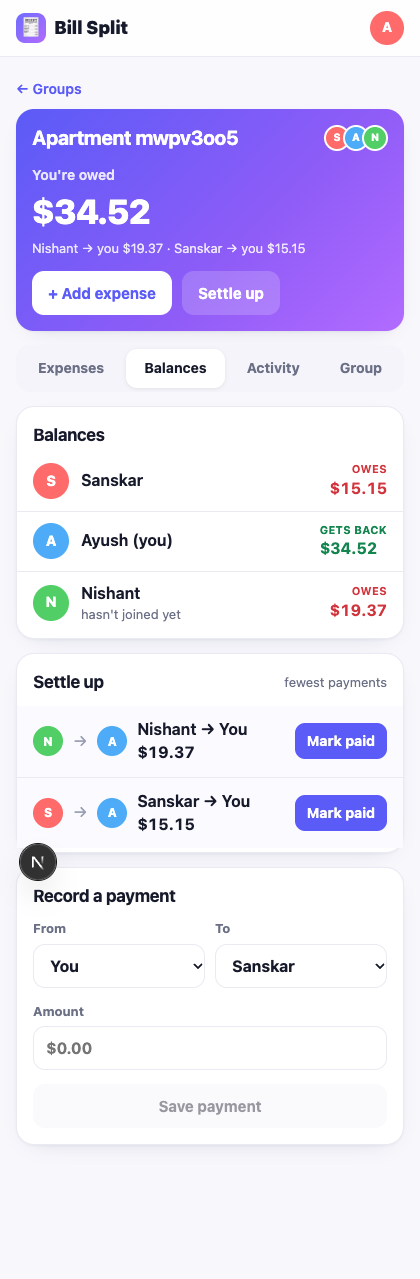 Bill Split
A
← Groups
Apartment mwpv3oo5
S A N
You're owed
$34.52
Nishant → you $19.37 · Sanskar → you $15.15
+ Add expense
Settle up
Expenses
Balances
Activity
Group
Balances
S
Sanskar
OWES
$15.15
A
Ayush (you)
GETS BACK
$34.52
N
Nishant
hasn't joined yet
OWES
$19.37
Settle up
fewest payments
N → A
Nishant → You
$19.37
Mark paid
S → A
Sanskar → You
$15.15
Mark paid
N
Record a payment
From
To
You
Sanskar
Amount
$0.00
Save payment